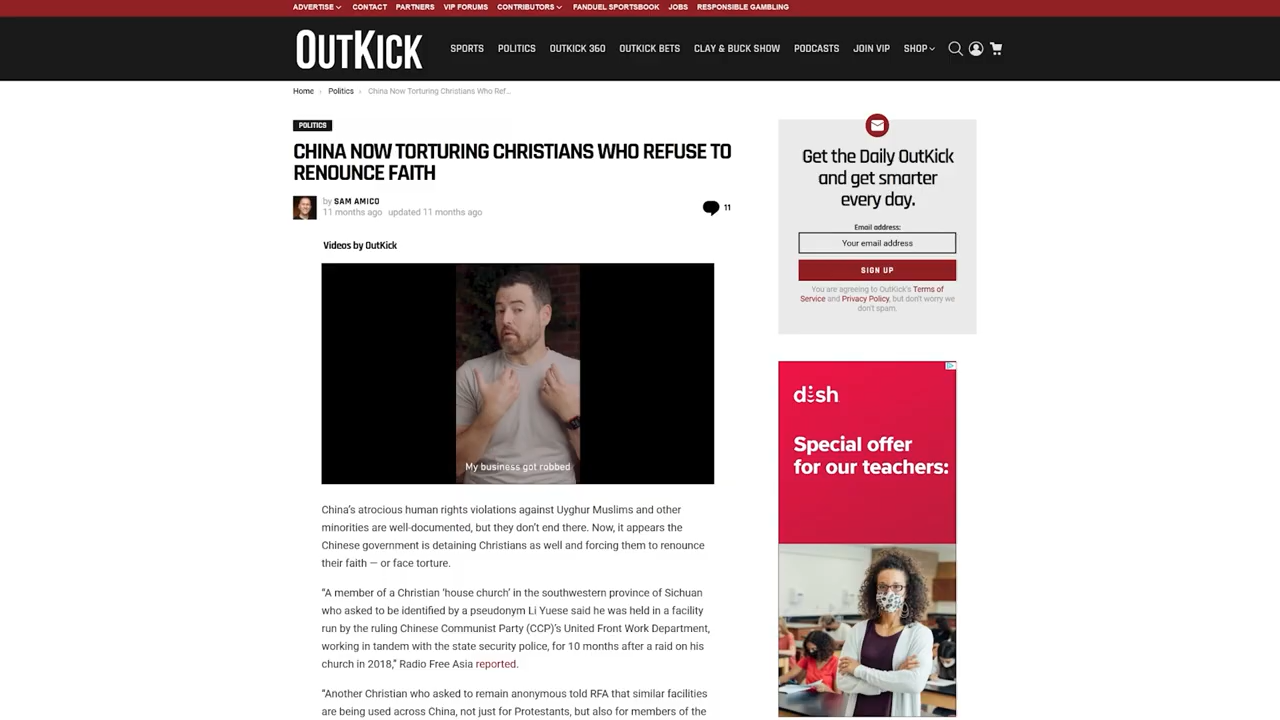 ADVERTISE
CONTACT
PARTNERS
VIP FORUMS
CONTRIBUTORS
FANDUEL SPORTSBOOK
JOBS
RESPONSIBLE GAMBLING
OUTKICK
SPORTS
POLITICS
OUTKICK 360
OUTKICK BETS
CLAY & BUCK SHOW
PODCASTS
JOIN VIP
SHOP
Home › Politics › China Now Torturing Christians Who Ref...
POLITICS
CHINA NOW TORTURING CHRISTIANS WHO REFUSE TO
RENOUNCE FAITH
by SAM AMICO
11 months ago updated 11 months ago
11
Videos by OutKick
My business got robbed
China's atrocious human rights violations against Uyghur Muslims and other
minorities are well-documented, but they don't end there. Now, it appears the
Chinese government is detaining Christians as well and forcing them to renounce
their faith — or face torture.
“A member of a Christian ‘house church’ in the southwestern province of Sichuan
who asked to be identified by a pseudonym Li Yuese said he was held in a facility
run by the ruling Chinese Communist Party (CCP)’s United Front Work Department,
working in tandem with the state security police, for 10 months after a raid on his
church in 2018,” Radio Free Asia reported.
“Another Christian who asked to remain anonymous told RFA that similar facilities
are being used across China, not just for Protestants, but also for members of the
Get the Daily OutKick
and get smarter
every day.
Email address:
Your email address
SIGN UP
You are agreeing to OutKick's Terms of
Service and Privacy Policy, but don't worry we
don't spam.
dish
Special offer
for our teachers: